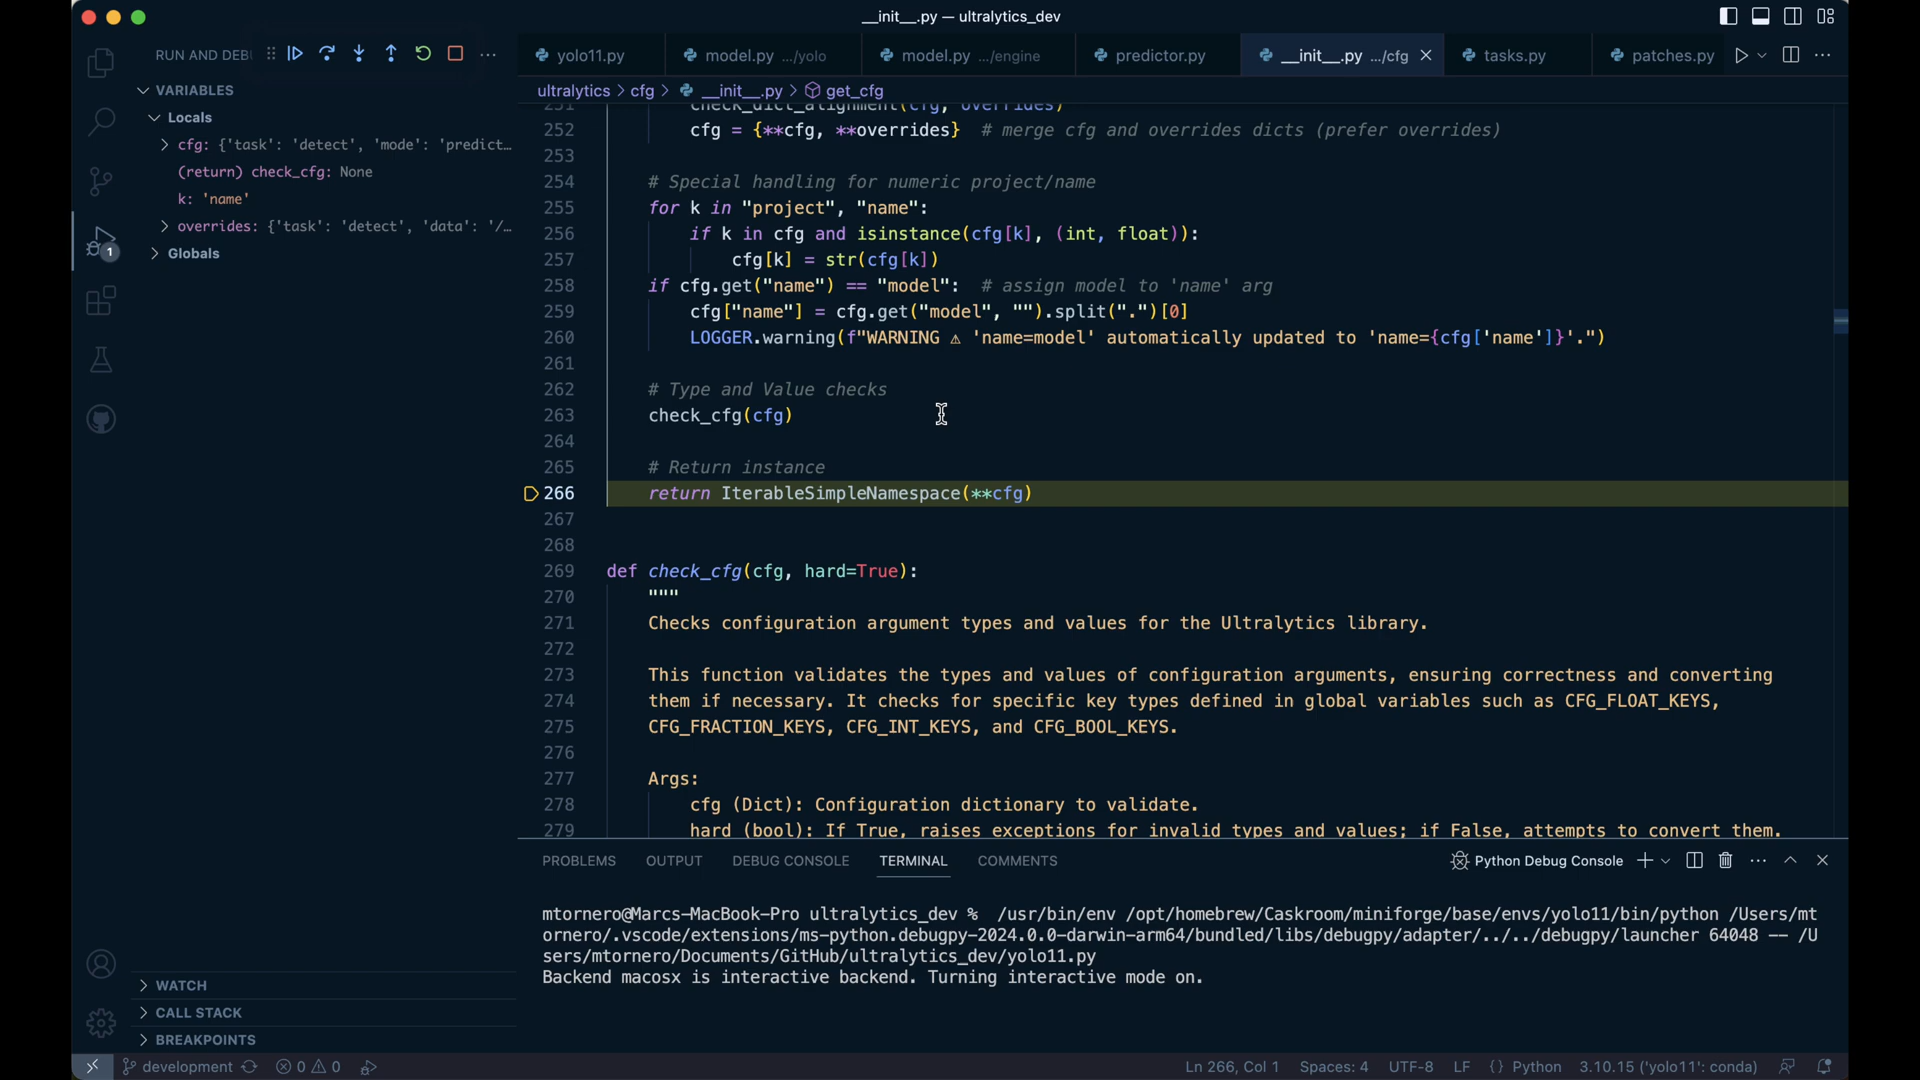 __init__.py — ultralytics_dev
RUN AND DEBU
yolo11.py
model.py .../yolo
model.py .../engine
predictor.py
__init__.py .../cfg
tasks.py
patches.py
VARIABLES
Locals
cfg: {'task': 'detect', 'mode': 'predict...
(return) check_cfg: None
k: 'name'
overrides: {'task': 'detect', 'data': '/...
Globals
1
ultralytics > cfg > __init__.py > get_cfg
251 check_dict_alignment(cfg, overrides)
252 cfg = {**cfg, **overrides}  # merge cfg and overrides dicts (prefer overrides)
253
254 # Special handling for numeric project/name
255 for k in "project", "name":
256 if k in cfg and isinstance(cfg[k], (int, float)):
257 cfg[k] = str(cfg[k])
258 if cfg.get("name") == "model":  # assign model to 'name' arg
259 cfg["name"] = cfg.get("model", "").split(".")[0]
260 LOGGER.warning(f"WARNING ⚠ 'name=model' automatically updated to 'name={cfg['name']}'.")
261
262 # Type and Value checks
263 check_cfg(cfg)
264
265 # Return instance
266 return IterableSimpleNamespace(**cfg)
267
268
269 def check_cfg(cfg, hard=True):
270 """
271 Checks configuration argument types and values for the Ultralytics library.
272
273 This function validates the types and values of configuration arguments, ensuring correctness and converting
274 them if necessary. It checks for specific key types defined in global variables such as CFG_FLOAT_KEYS,
275 CFG_FRACTION_KEYS, CFG_INT_KEYS, and CFG_BOOL_KEYS.
276
277 Args:
278 cfg (Dict): Configuration dictionary to validate.
279 hard (bool): If True, raises exceptions for invalid types and values; if False, attempts to convert them.
PROBLEMS OUTPUT DEBUG CONSOLE TERMINAL COMMENTS
Python Debug Console
mtornero@Marcs-MacBook-Pro ultralytics_dev %  /usr/bin/env /opt/homebrew/Caskroom/miniforge/base/envs/yolo11/bin/python /Users/mt
ornero/.vscode/extensions/ms-python.debugpy-2024.0.0-darwin-arm64/bundled/libs/debugpy/adapter/../../debugpy/launcher 64048 -- /U
sers/mtornero/Documents/GitHub/ultralytics_dev/yolo11.py
Backend macosx is interactive backend. Turning interactive mode on.
WATCH
CALL STACK
BREAKPOINTS
development
0 0
Ln 266, Col 1
Spaces: 4
UTF-8
LF
{} Python
3.10.15 ('yolo11': conda)